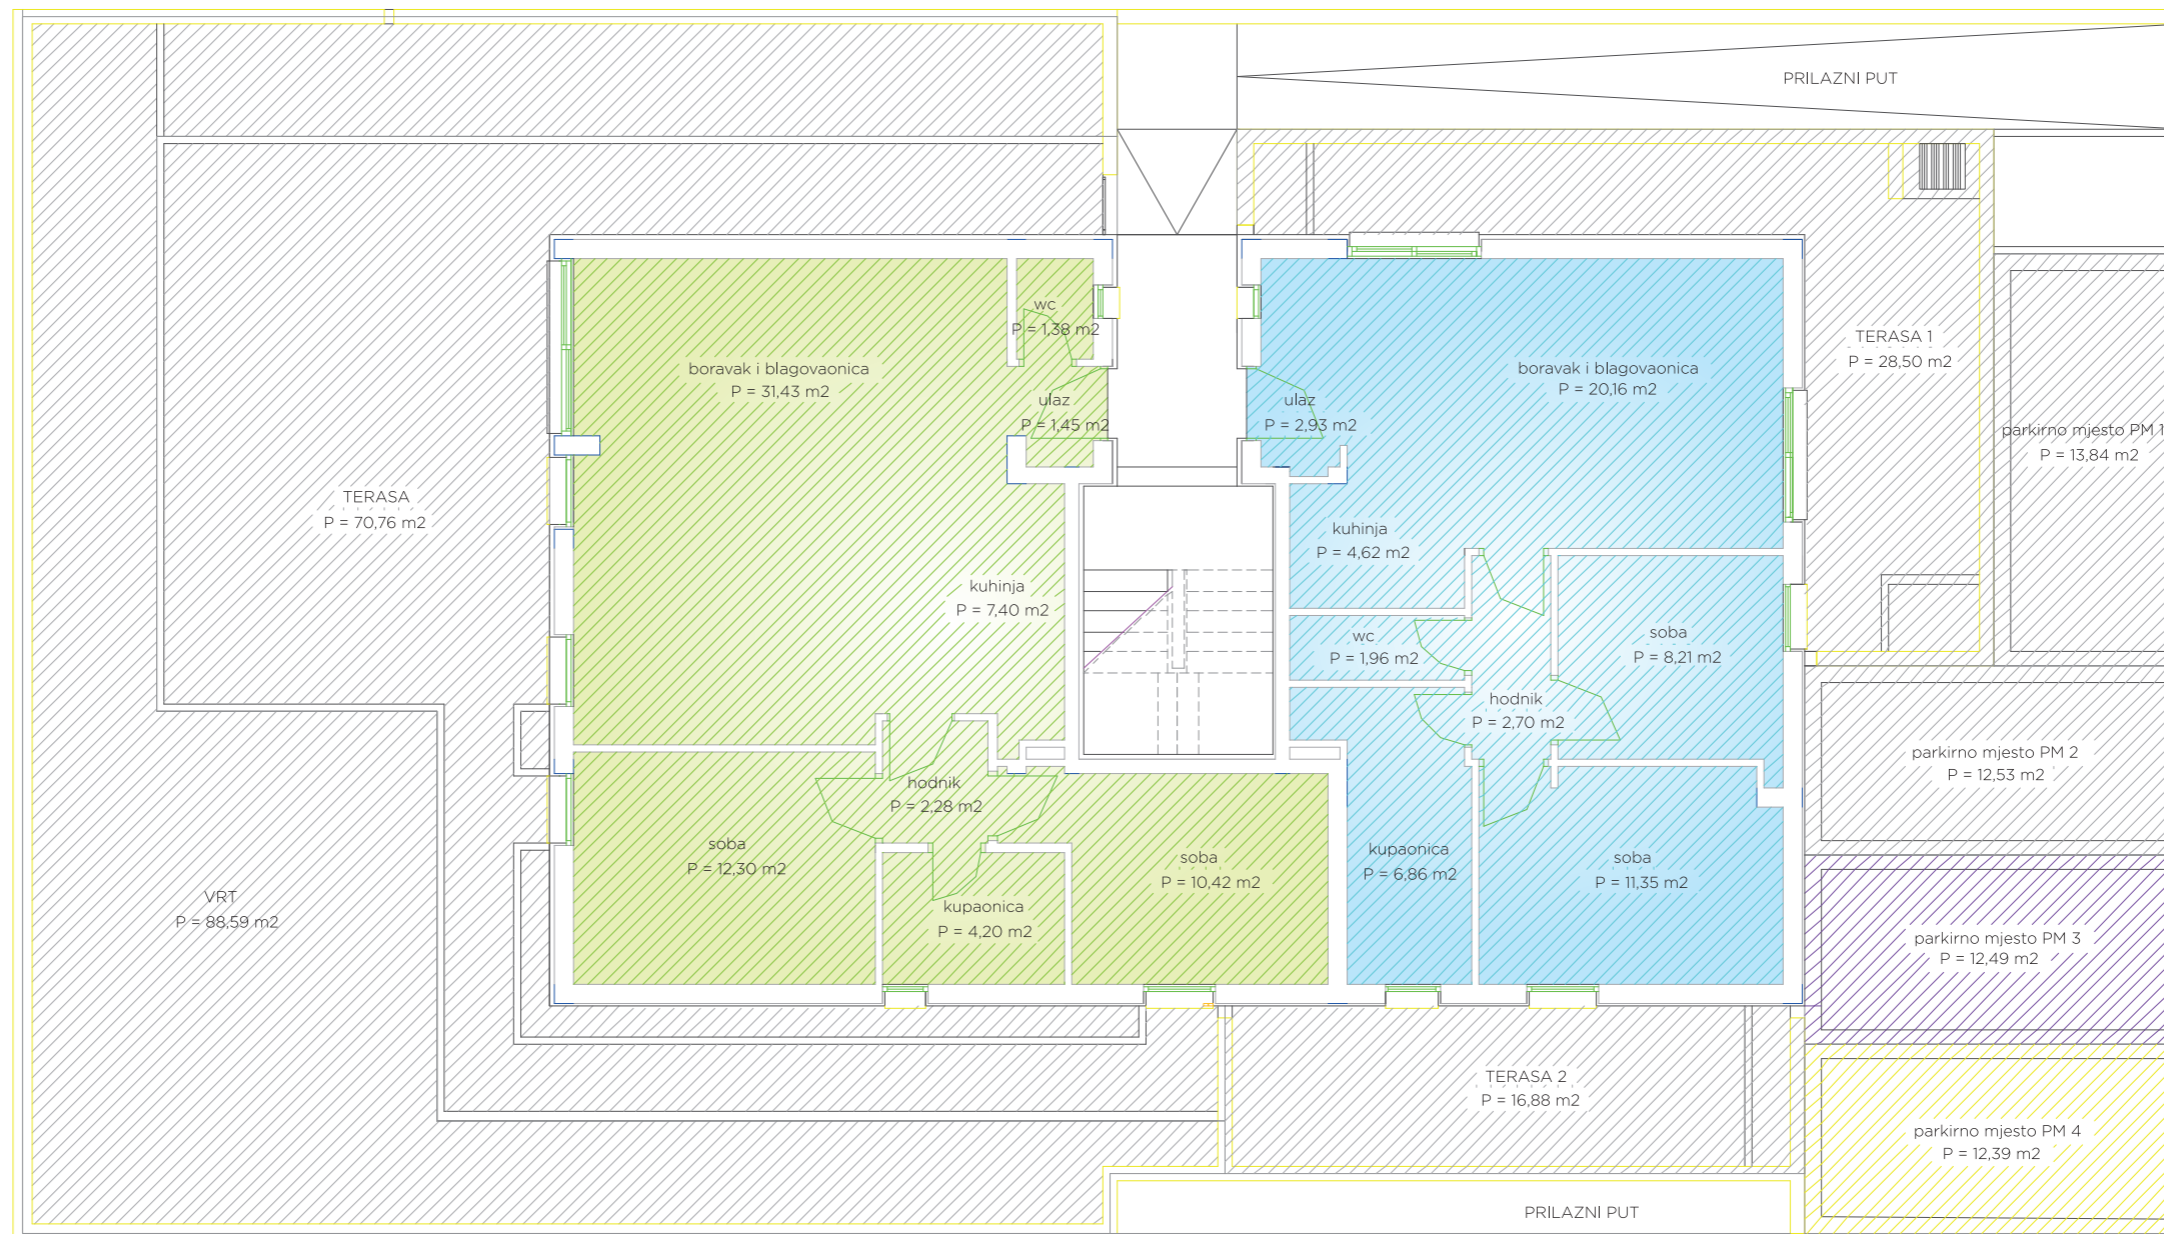 PRILAZNI PUT
wc
P = 1,38 m2
boravak i blagovaonica
P = 31,43 m2
ulaz
P = 1,45 m2
ulaz
P = 2,93 m2
boravak i blagovaonica
P = 20,16 m2
TERASA 1
P = 28,50 m2
parkirno mjesto PM 1
P = 13,84 m2
TERASA
P = 70,76 m2
kuhinja
P = 7,40 m2
kuhinja
P = 4,62 m2
wc
P = 1,96 m2
soba
P = 8,21 m2
hodnik
P = 2,70 m2
hodnik
P = 2,28 m2
parkirno mjesto PM 2
P = 12,53 m2
soba
P = 12,30 m2
soba
P = 10,42 m2
kupaonica
P = 6,86 m2
soba
P = 11,35 m2
VRT
P = 88,59 m2
kupaonica
P = 4,20 m2
parkirno mjesto PM 3
P = 12,49 m2
TERASA 2
P = 16,88 m2
parkirno mjesto PM 4
P = 12,39 m2
PRILAZNI PUT